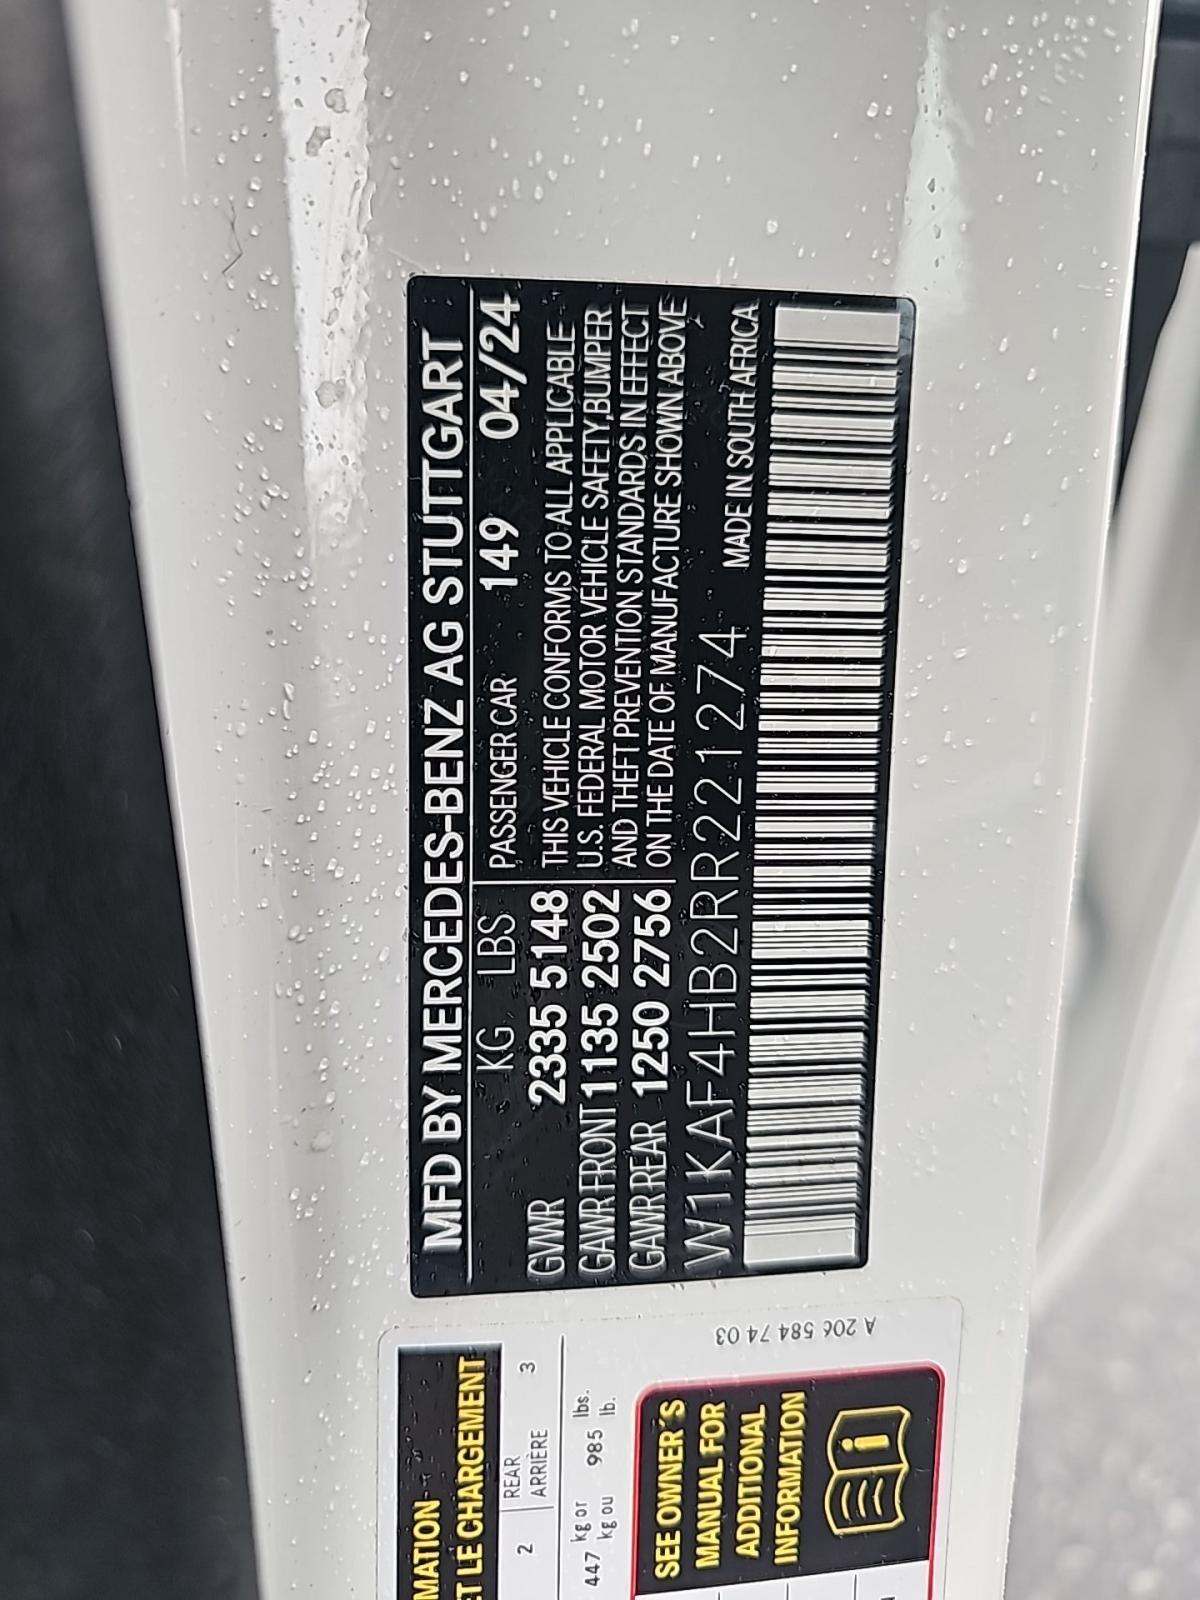 MFD BY MERCEDES-BENZ AG STUTTGART
KG LBS PASSENGER CAR 149 04/24
GVWR 2335 5148
GAWR FRONT 1135 2502
GAWR REAR 1250 2756
THIS VEHICLE CONFORMS TO ALL APPLICABLE
U.S. FEDERAL MOTOR VEHICLE SAFETY,BUMPER
AND THEFT PREVENTION STANDARDS IN EFFECT
ON THE DATE OF MANUFACTURE SHOWN ABOVE
W1KAF4HB2RR221274 MADE IN SOUTH AFRICA
MATION
ET LE CHARGEMENT
2 REAR 3
ARRIÈRE
447 kg or 985 lbs.
kg ou lb.
SEE OWNER'S
MANUAL FOR
ADDITIONAL
INFORMATION
A 206 584 74 03